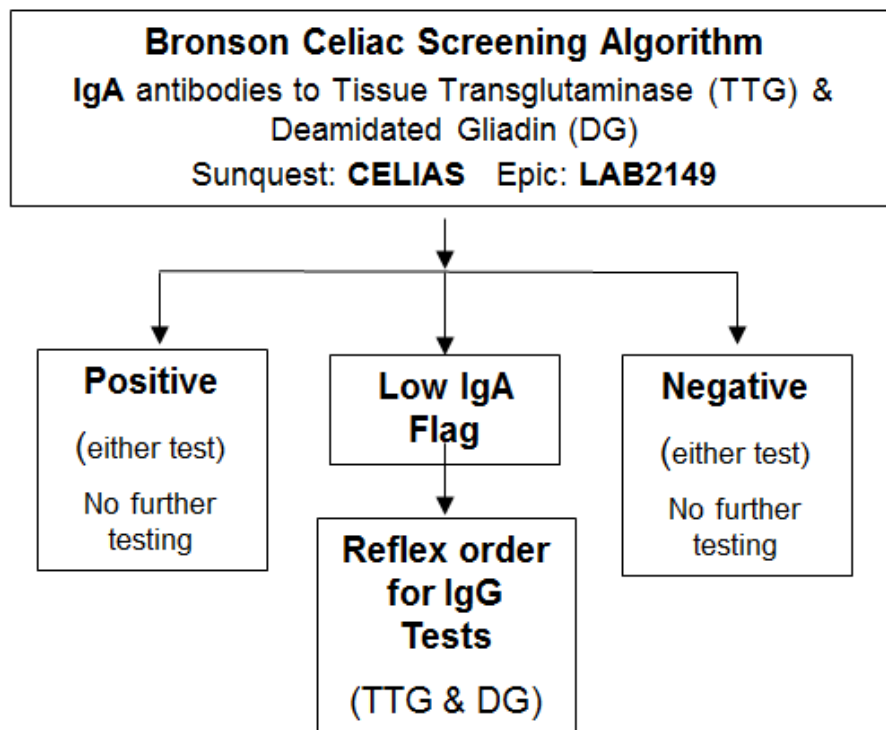 Bronson Celiac Screening Algorithm
IgA antibodies to Tissue Transglutaminase (TTG) &
Deamidated Gliadin (DG)
Sunquest: CELIAS Epic: LAB2149
Positive
(either test)
No further
testing
Low IgA
Flag
Reflex order
for IgG
Tests
(TTG & DG)
Negative
(either test)
No further
testing